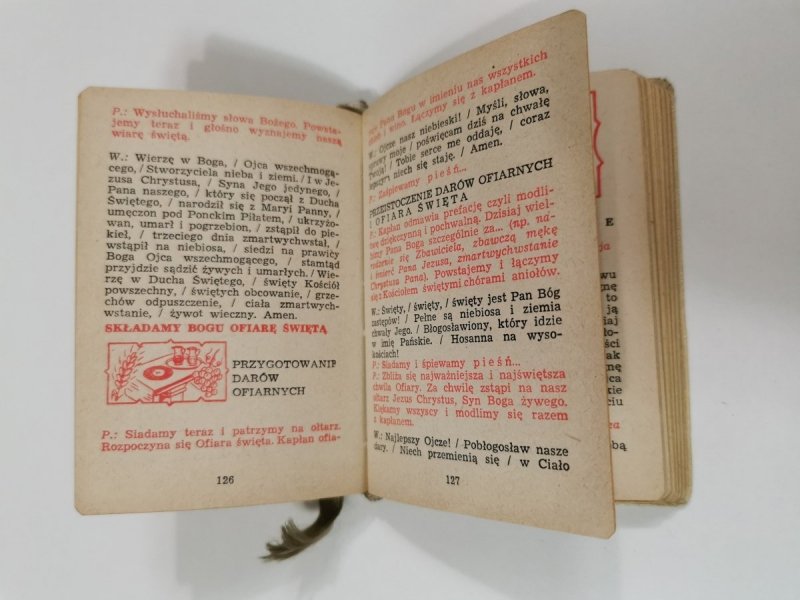 P.: Wysłuchaliśmy słowa Bożego. Powsta-
jemy teraz i głośno wyznajemy naszą
wiarę świętą.
W.: Wierzę w Boga, / Ojca wszechmogą-
cego, / Stworzyciela nieba i ziemi. / I w Je-
zusa Chrystusa, / Syna Jego jedynego, /
Pana naszego, / który się począł z Ducha
Świętego, / narodził się z Maryi Panny, /
umęczon pod Ponckim Piłatem, / ukrzyżo-
wan, umarł i pogrzebion, / zstąpił do pie-
kieł, / trzeciego dnia zmartwychwstał, /
wstąpił na niebiosa, / siedzi na prawicy
Boga Ojca wszechmogącego, / stamtąd
przyjdzie sądzić żywych i umarłych. / Wie-
rzę w Ducha Świętego, / święty Kościół
powszechny, / świętych obcowanie, / grze-
chów odpuszczenie, / ciała zmartwych-
wstanie, / żywot wieczny. Amen.
SKŁADAMY BOGU OFIARĘ ŚWIĘTĄ
PRZYGOTOWANIE
DARÓW
OFIARNYCH
P.: Siadamy teraz i patrzymy na ołtarz.
Rozpoczyna się Ofiara święta. Kapłan ofia-
126
Panu Bogu w imieniu nas wszystkich
i wino. Łączymy się z kapłanem.
W.: Ojcze nasz niebieski! / Myśli, słowa,
sprawy moje / poświęcam dziś na chwałę
Twoją! / Tobie serce me oddaję, / coraz
lepszym niech się staję. / Amen.
P.: Zaśpiewamy pieśń...
PRZEISTOCZENIE DARÓW OFIARNYCH
I OFIARA ŚWIĘTA
P.: Kapłan odmawia prefację czyli modli-
twę dziękczynną i pochwalną. Dzisiaj wiel-
bimy Pana Boga szczególnie za... (np. na-
rodzenie się Zbawiciela, zbawczą mękę
i śmierć Pana Jezusa, zmartwychwstanie
Chrystusa Pana). Powstajemy i łączymy
się z Kościołem świętymi chórami aniołów.
W.: Święty, / święty, / święty jest Pan Bóg
zastępów! / Pełne są niebiosa i ziemia
chwały Jego. / Błogosławiony, który idzie
w imię Pańskie. / Hosanna na wyso-
kościach!
P.: Siadamy i śpiewamy pieśń...
P.: Zbliża się najważniejsza i najświętsza
chwila Ofiary. Za chwilę zstąpi na nasz
ołtarz Jezus Chrystus, Syn Boga żywego.
Klękamy wszyscy i modlimy się razem
z kapłanem.
W.: Najlepszy Ojcze! / Pobłogosław nasze
dary. / Niech przemienią się / w Ciało
127